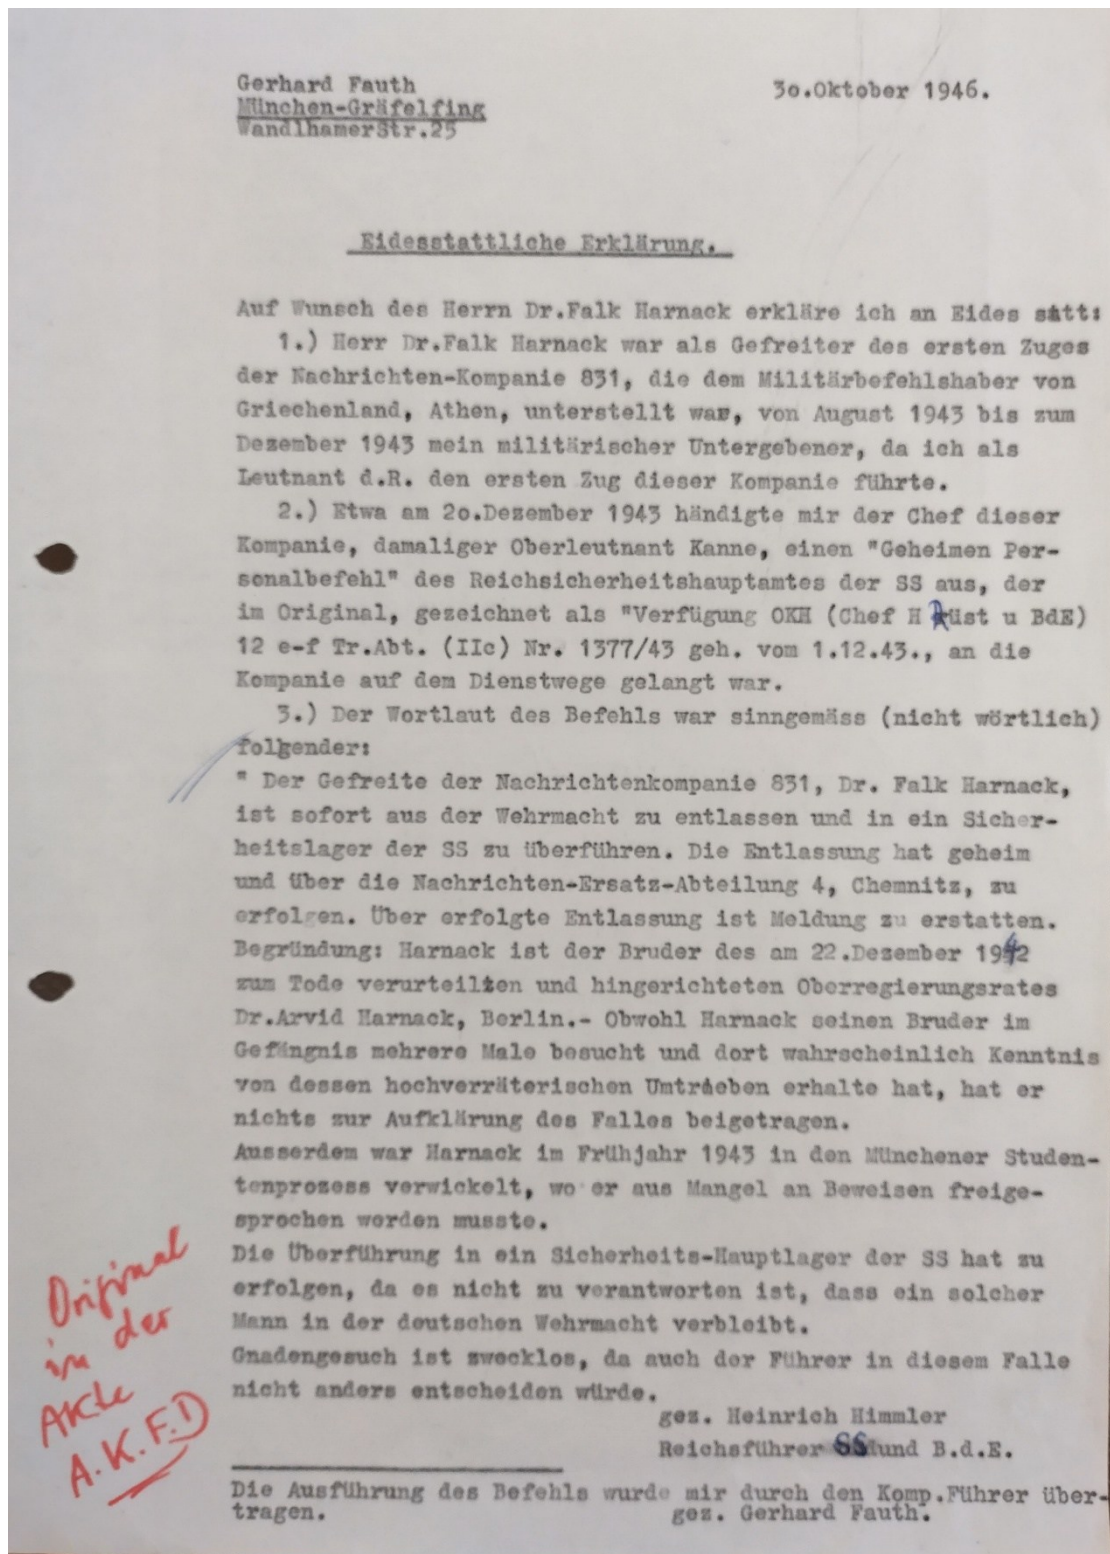 Gerhard Fauth
München-Gräfelfing
WandlhamerStr.25
3o.Oktober 1946.
Eidesstattliche Erklärung.
Auf Wunsch des Herrn Dr.Falk Harnack erkläre ich an Eides satt:
1.) Herr Dr.Falk Harnack war als Gefreiter des ersten Zuges
der Nachrichten-Kompanie 831, die dem Militärbefehlshaber von
Griechenland, Athen, unterstellt war, von August 1943 bis zum
Dezember 1943 mein militärischer Untergebener, da ich als
Leutnant d.R. den ersten Zug dieser Kompanie führte.
2.) Etwa am 2o.Dezember 1943 händigte mir der Chef dieser
Kompanie, damaliger Oberleutnant Kanne, einen "Geheimen Per-
sonalbefehl" des Reichsicherheitshauptamtes der SS aus, der
im Original, gezeichnet als "Verfügung OKH (Chef H Rüst u BdE)
12 e-f Tr.Abt. (IIc) Nr. 1377/43 geh. vom 1.12.43., an die
Kompanie auf dem Dienstwege gelangt war.
3.) Der Wortlaut des Befehls war sinngemäss (nicht wörtlich)
folgender:
" Der Gefreite der Nachrichtenkompanie 831, Dr. Falk Harnack,
ist sofort aus der Wehrmacht zu entlassen und in ein Sicher-
heitslager der SS zu überführen. Die Entlassung hat geheim
und über die Nachrichten-Ersatz-Abteilung 4, Chemnitz, zu
erfolgen. Über erfolgte Entlassung ist Meldung zu erstatten.
Begründung: Harnack ist der Bruder des am 22.Dezember 1942
zum Tode verurteilten und hingerichteten Oberregierungsrates
Dr.Arvid Harnack, Berlin.- Obwohl Harnack seinen Bruder im
Gefängnis mehrere Male besucht und dort wahrscheinlich Kenntnis
von dessen hochverräterischen Umtrieben erhalte hat, hat er
nichts zur Aufklärung des Falles beigetragen.
Ausserdem war Harnack im Frühjahr 1943 in den Münchener Studen-
tenprozess verwickelt, wo er aus Mangel an Beweisen freige-
sprochen werden musste.
Die Überführung in ein Sicherheits-Hauptlager der SS hat zu
erfolgen, da es nicht zu verantworten ist, dass ein solcher
Mann in der deutschen Wehrmacht verbleibt.
Gnadengesuch ist zwecklos, da auch der Führer in diesem Falle
nicht anders entscheiden würde.
gez. Heinrich Himmler
Reichsführer SS und B.d.E.
Die Ausführung des Befehls wurde mir durch den Komp.Führer über-
tragen.
gez. Gerhard Fauth.
Original
in der
Akte
A.K.F.D